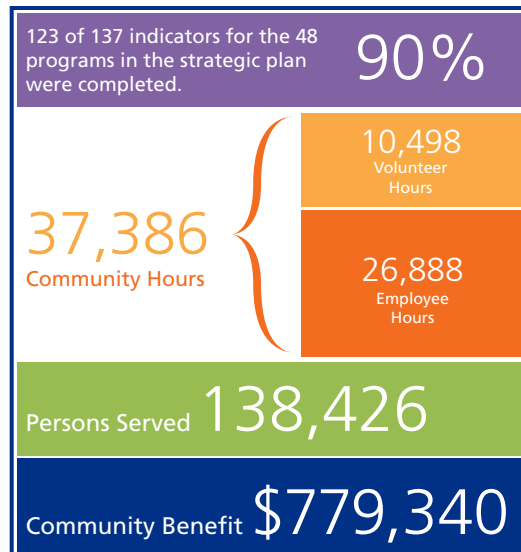 123 of 137 indicators for the 48
programs in the strategic plan
were completed.
90%
37,386
Community Hours
10,498
Volunteer
Hours
26,888
Employee
Hours
Persons Served 138,426
Community Benefit $779,340